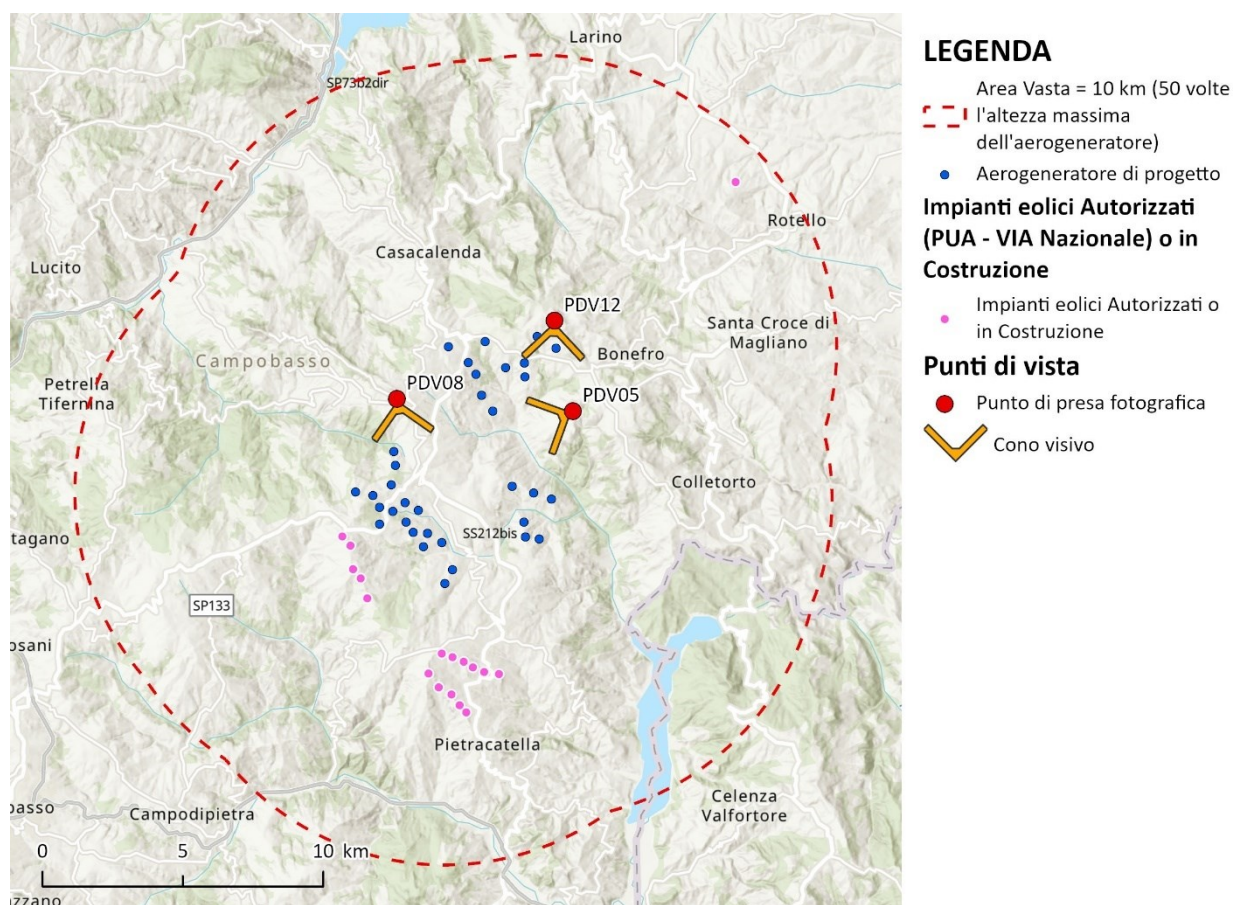 Larino
SP73b2dir
Rotello
Casacalenda
Lucito
PDV12
Santa Croce di
Magliano
Bonefro
Campobasso
Petrella
Tifernina
PDV08
PDV05
Colletorto
SS212bis
tagano
SP133
osani
Pietracatella
Celenza
Valfortore
passo
Campodipietra
0 5 10 km
azzano
LEGENDA
Area Vasta = 10 km (50 volte
l'altezza massima
dell'aerogeneratore)
Aerogeneratore di progetto
Impianti eolici Autorizzati
(PUA - VIA Nazionale) o in
Costruzione
Impianti eolici Autorizzati o
in Costruzione
Punti di vista
Punto di presa fotografica
Cono visivo